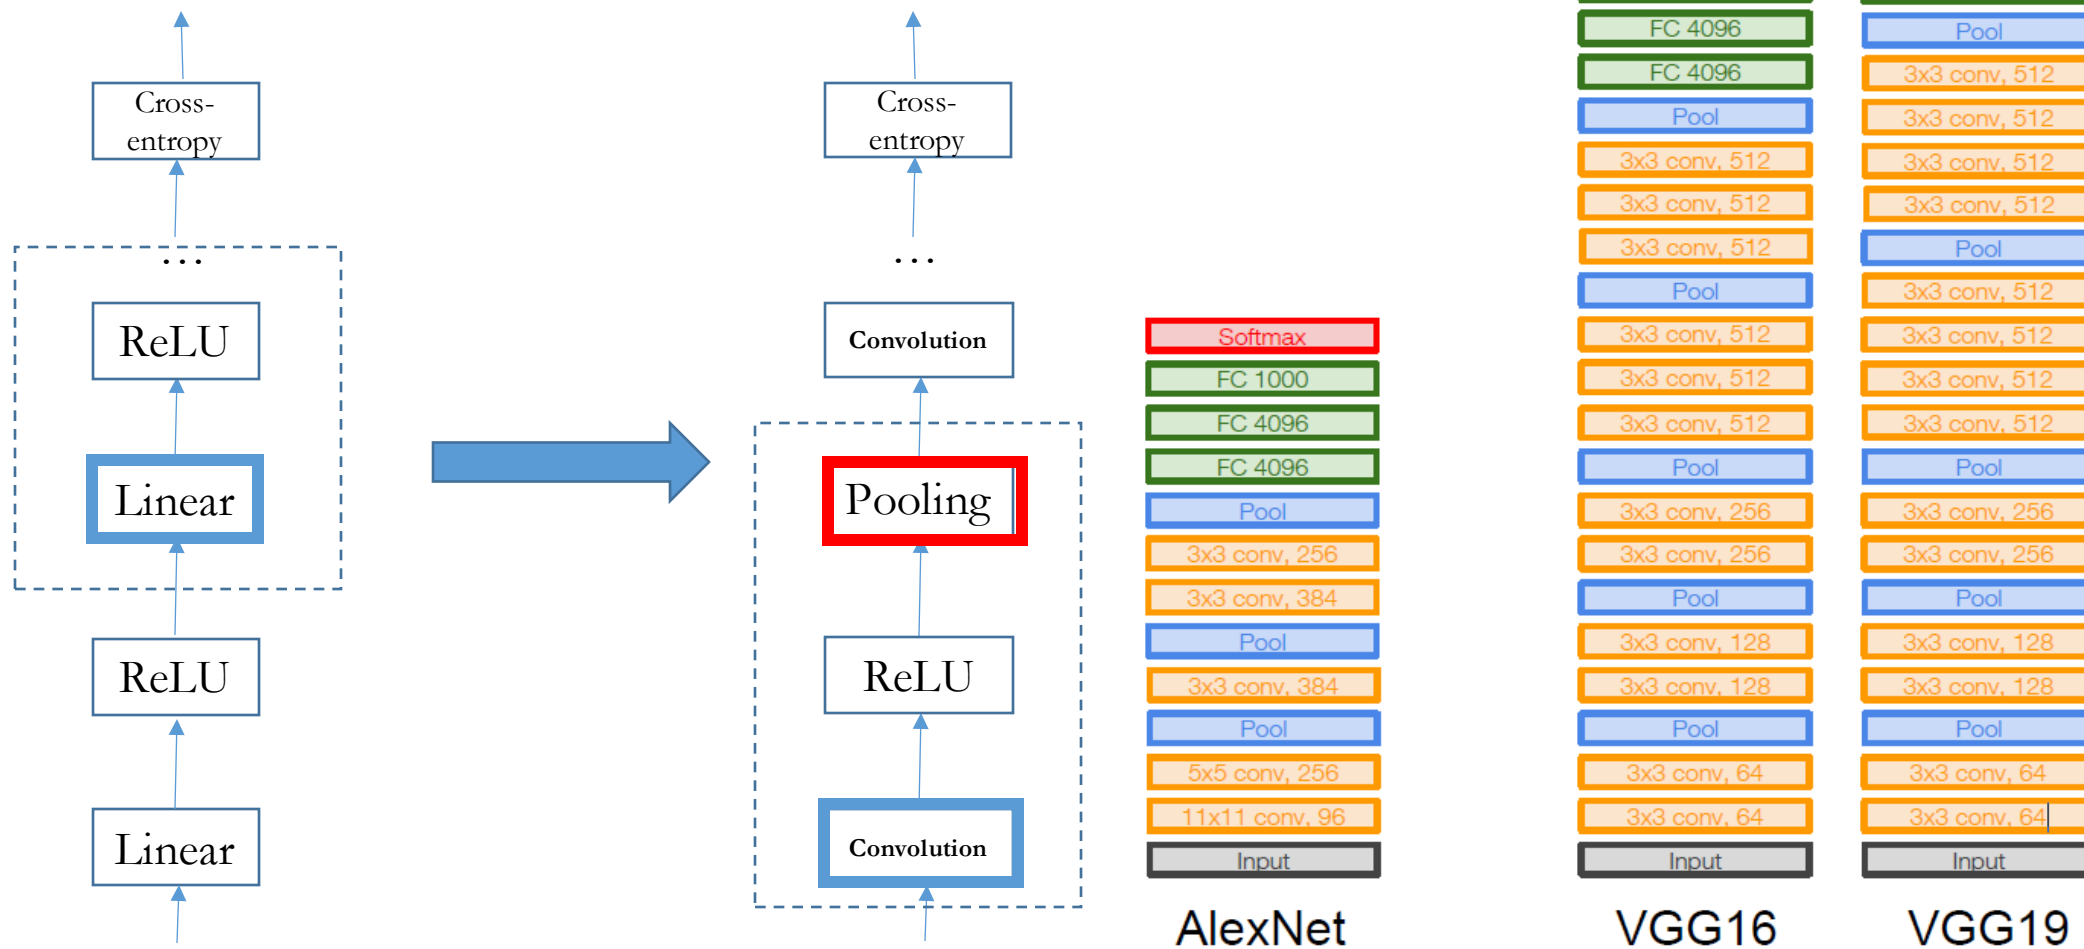 Cross-
entropy
...
ReLU
Linear
ReLU
Linear
Cross-
entropy
...
Convolution
Pooling
ReLU
Convolution
Softmax
FC 1000
FC 4096
FC 4096
Pool
3x3 conv, 256
3x3 conv, 384
Pool
3x3 conv, 384
Pool
5x5 conv, 256
11x11 conv, 96
Input
AlexNet
FC 4096
FC 4096
Pool
3x3 conv, 512
3x3 conv, 512
3x3 conv, 512
Pool
3x3 conv, 512
3x3 conv, 512
3x3 conv, 512
Pool
3x3 conv, 256
3x3 conv, 256
Pool
3x3 conv, 128
3x3 conv, 128
Pool
3x3 conv, 64
3x3 conv, 64
Input
VGG16
Pool
3x3 conv, 512
3x3 conv, 512
3x3 conv, 512
3x3 conv, 512
Pool
3x3 conv, 512
3x3 conv, 512
3x3 conv, 512
3x3 conv, 512
Pool
3x3 conv, 256
3x3 conv, 256
Pool
3x3 conv, 128
3x3 conv, 128
Pool
3x3 conv, 64
3x3 conv, 64
Input
VGG19